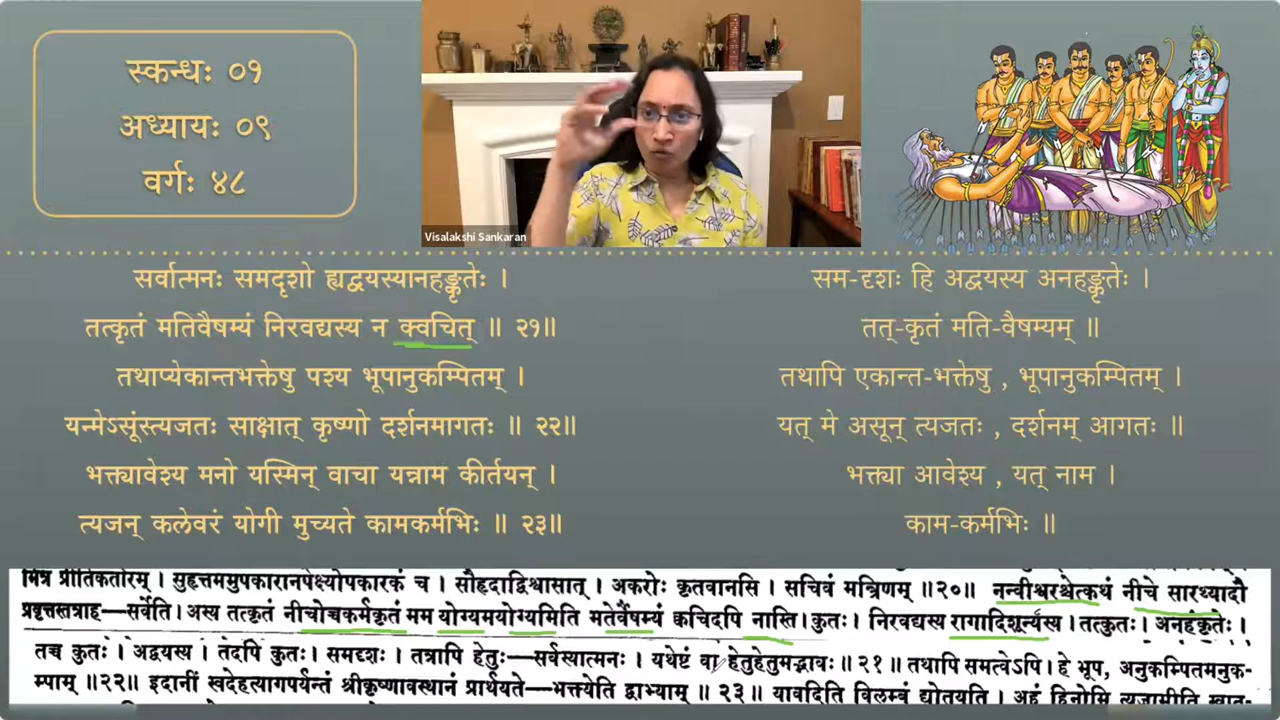 स्कन्धः ०१
अध्यायः ०९
वर्गः ४८
Visalakshi Sankaran
सर्वात्मनः समदृशो ह्यद्वयस्यानहङ्कृतेः ।
तत्कृतं मतिवैषम्यं निरवद्यस्य न क्वचित् ॥ २१॥
तथाप्येकान्तभक्तेषु पश्य भूपानुकम्पितम् ।
यन्मेऽसूंस्त्यजतः साक्षात् कृष्णो दर्शनमागतः ॥ २२॥
भक्त्यावेश्य मनो यस्मिन् वाचा यन्नाम कीर्तयन् ।
त्यजन् कलेवरं योगी मुच्यते कामकर्मभिः ॥ २३॥
सम-दृशः हि अद्वयस्य अनहङ्कृतेः ।
तत्-कृतं मति-वैषम्यम् ॥
तथापि एकान्त-भक्तेषु , भूपानुकम्पितम् ।
यत् मे असून् त्यजतः , दर्शनम् आगतः ॥
भक्त्या आवेश्य , यत् नाम ।
काम-कर्मभिः ॥
मित्रं प्रीतिकर्तारम् । सुहृत्तममुपकारानपेक्ष्योपकारकं च । सौहृदाद्विश्वासात् । अकरोः कृतवानसि । सचिवं मन्त्रिणम् ॥२०॥ नन्वीश्वरश्चेत्कथं नीचे सारथ्यादौ
प्रवृत्तस्तत्राह—सर्वेति । अस्य तत्कृतं नीचोच्चकर्मकृतं मम योग्यमयोग्यमिति मतेर्वैषम्यं क्वचिदपि नास्ति । कुतः । निरवद्यस्य रागादिशून्यस्य । तत्कुतः । अनहंकृतेः ।
तच्च कुतः । अद्वयस्य । तदपि कुतः । समदृशः । तत्रापि हेतुः—सर्वस्यात्मनः । यथेष्टं वा हेतुहेतुमद्भावः ॥ २१ ॥ तथापि समत्वेऽपि । हे भूप, अनुकम्पितमनुक-
म्पाम् ॥२२॥ इदानीं स्वदेहत्यागपर्यन्तं श्रीकृष्णावस्थानं प्रार्थयते—भक्त्येति द्वाभ्याम् ॥ २३ ॥ यावदिति विलम्बं द्योतयति । अहं हिनोमि त्यजामीति